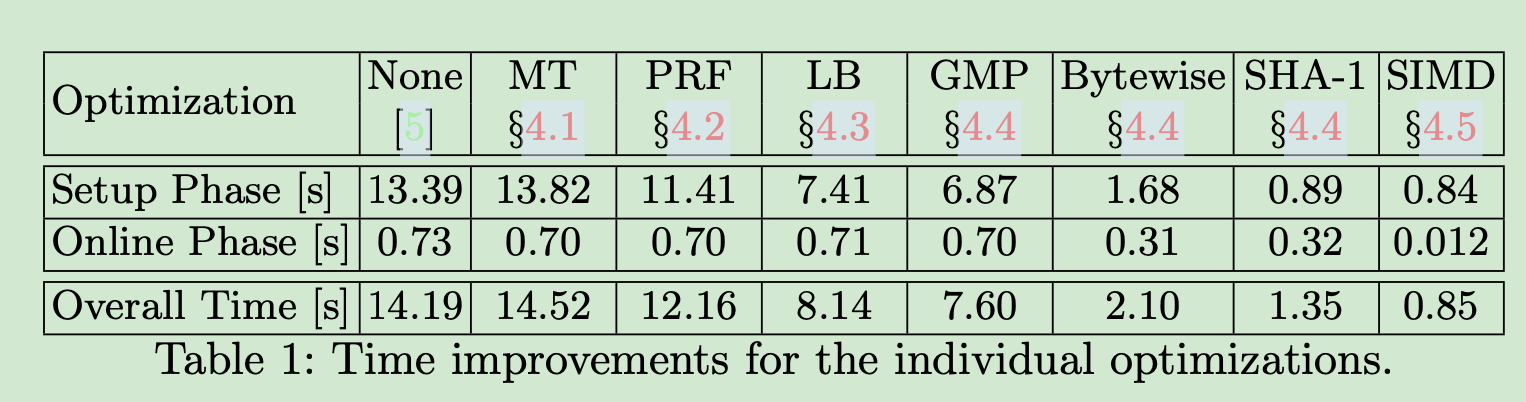 Optimization None MT PRF LB GMP Bytewise SHA-1 SIMD
[5] §4.1 §4.2 §4.3 §4.4 §4.4 §4.4 §4.5
Setup Phase [s] 13.39 13.82 11.41 7.41 6.87 1.68 0.89 0.84
Online Phase [s] 0.73 0.70 0.70 0.71 0.70 0.31 0.32 0.012
Overall Time [s] 14.19 14.52 12.16 8.14 7.60 2.10 1.35 0.85
Table 1: Time improvements for the individual optimizations.